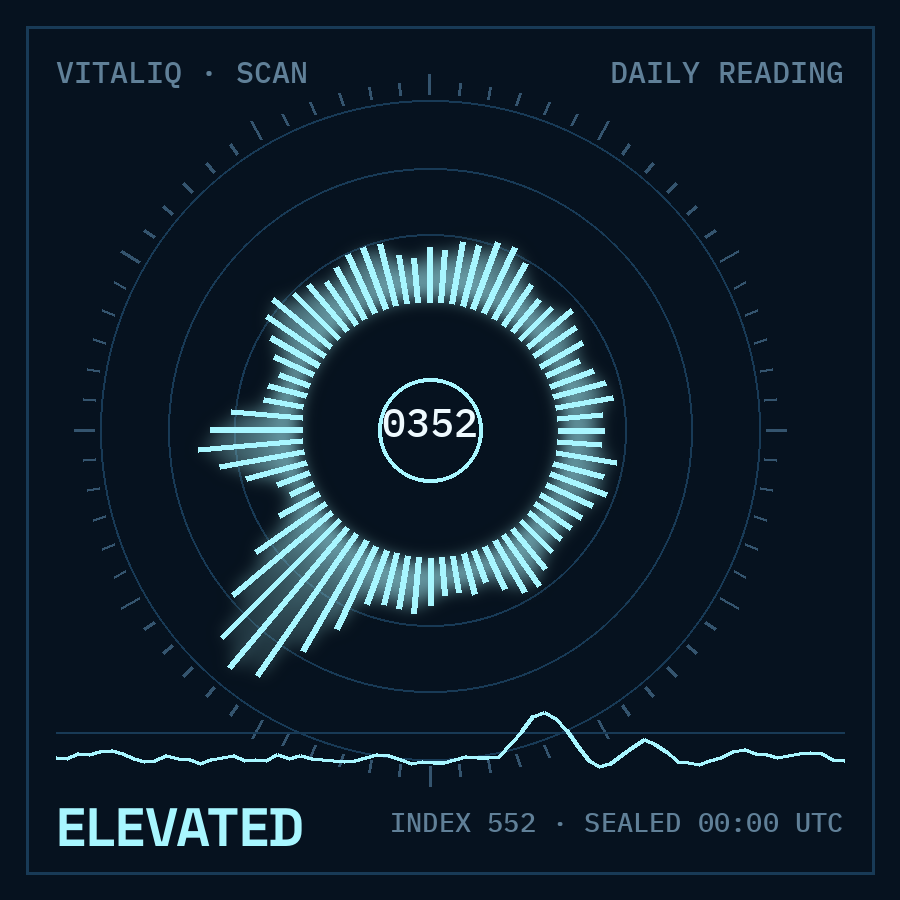 VITALIQ · SCAN
DAILY READING
0352
ELEVATED
INDEX 552 · SEALED 00:00 UTC